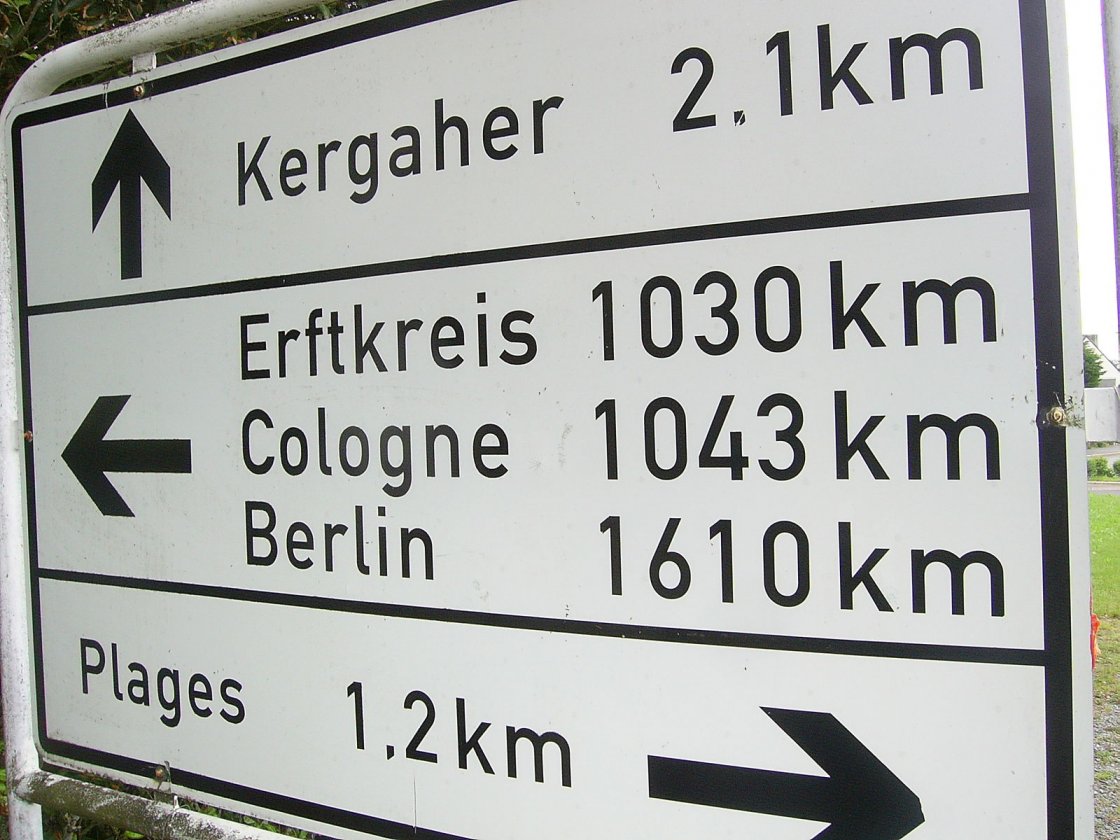 Kergaher 2.1km
Erftkreis 1030km
Cologne 1043km
Berlin 1610km
Plages 1.2km